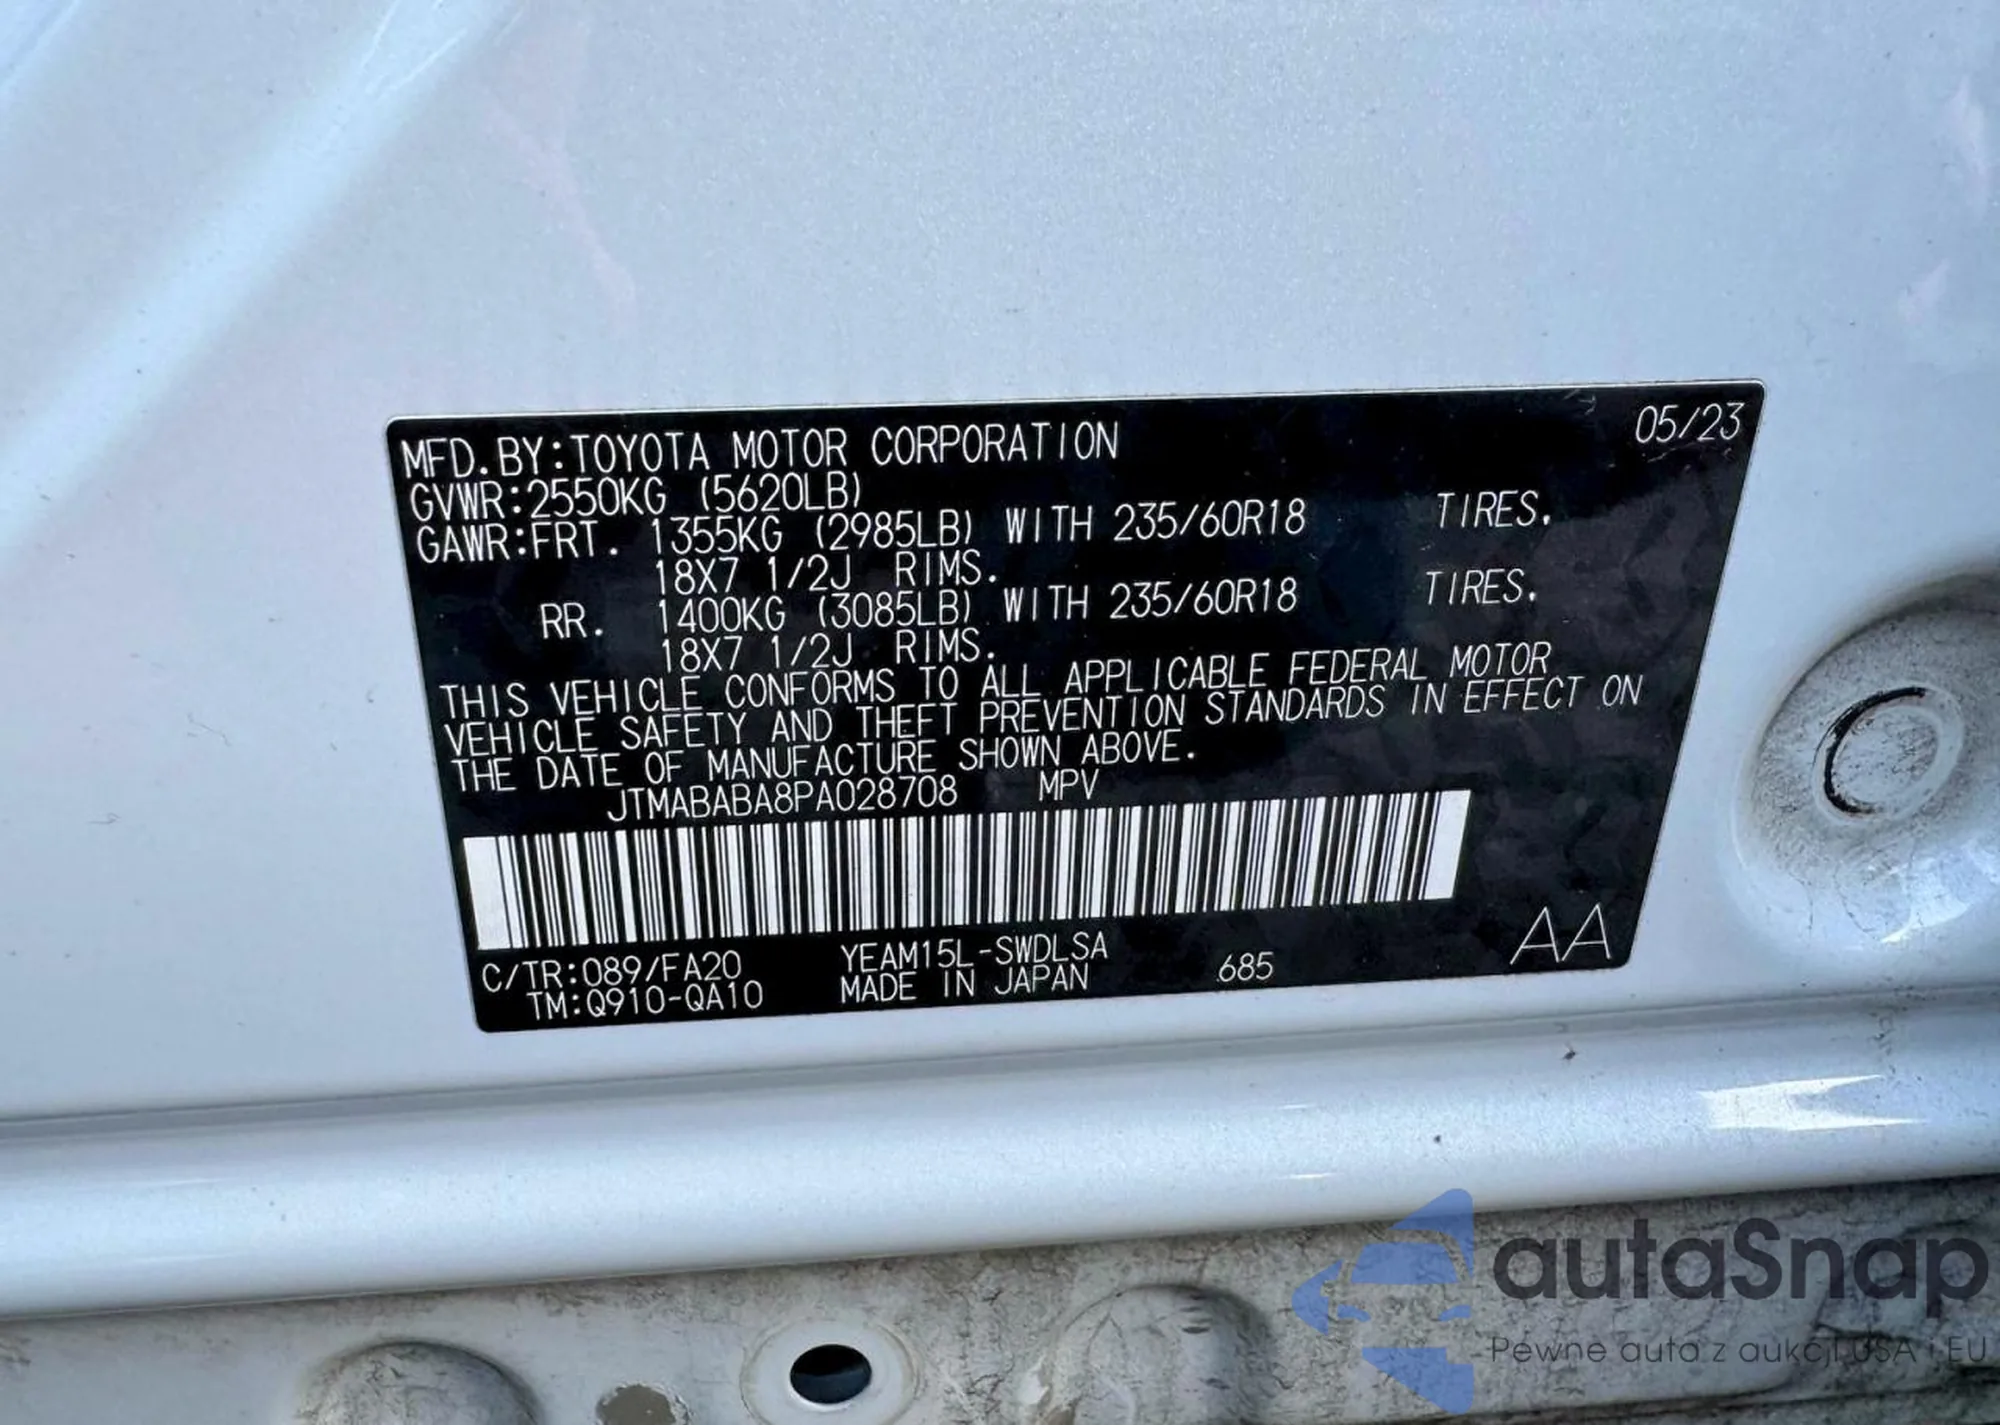 05/23
MFD.BY:TOYOTA MOTOR CORPORATION
GVWR:2550KG (5620LB)
GAWR:FRT. 1355KG (2985LB) WITH 235/60R18 TIRES.
18X7 1/2J RIMS.
RR. 1400KG (3085LB) WITH 235/60R18 TIRES.
18X7 1/2J RIMS.
THIS VEHICLE CONFORMS TO ALL APPLICABLE FEDERAL MOTOR
VEHICLE SAFETY AND THEFT PREVENTION STANDARDS IN EFFECT ON
THE DATE OF MANUFACTURE SHOWN ABOVE.
JTMABABA8PA028708 MPV
C/TR:089/FA20 YEAM15L-SWDLSA 685 AA
TM:Q910-QA10 MADE IN JAPAN
autaSnap
Pewne auta z aukcji USA i EU